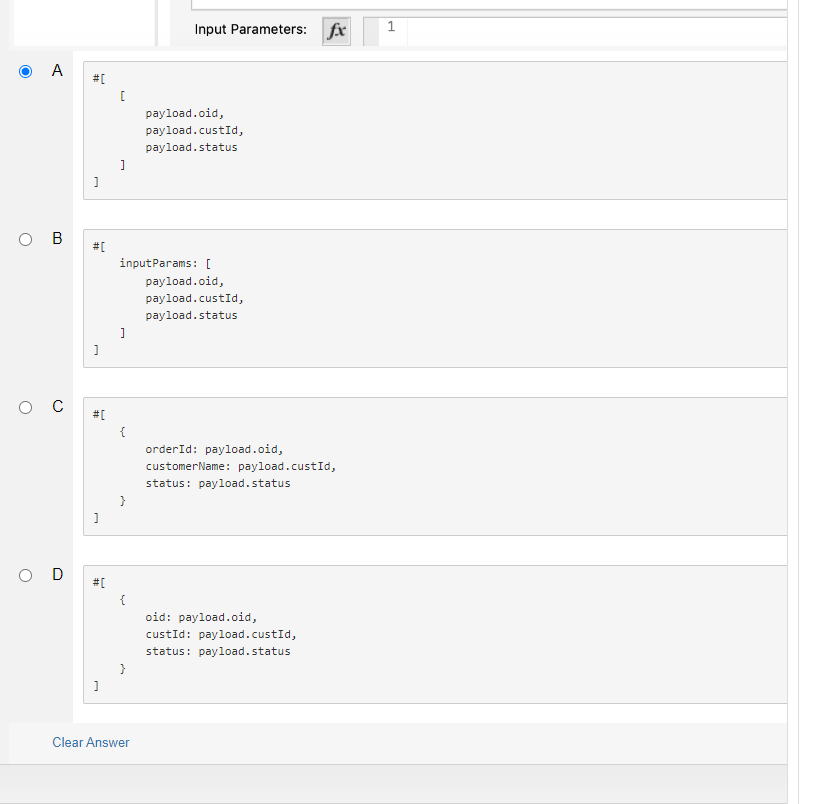 Input Parameters: fx 1
A
#[
[
payload.oid,
payload.custId,
payload.status
]
]
B
#[
inputParams: [
payload.oid,
payload.custId,
payload.status
]
]
C
#[
{
orderId: payload.oid,
customerName: payload.custId,
status: payload.status
}
]
D
#[
{
oid: payload.oid,
custId: payload.custId,
status: payload.status
}
]
Clear Answer